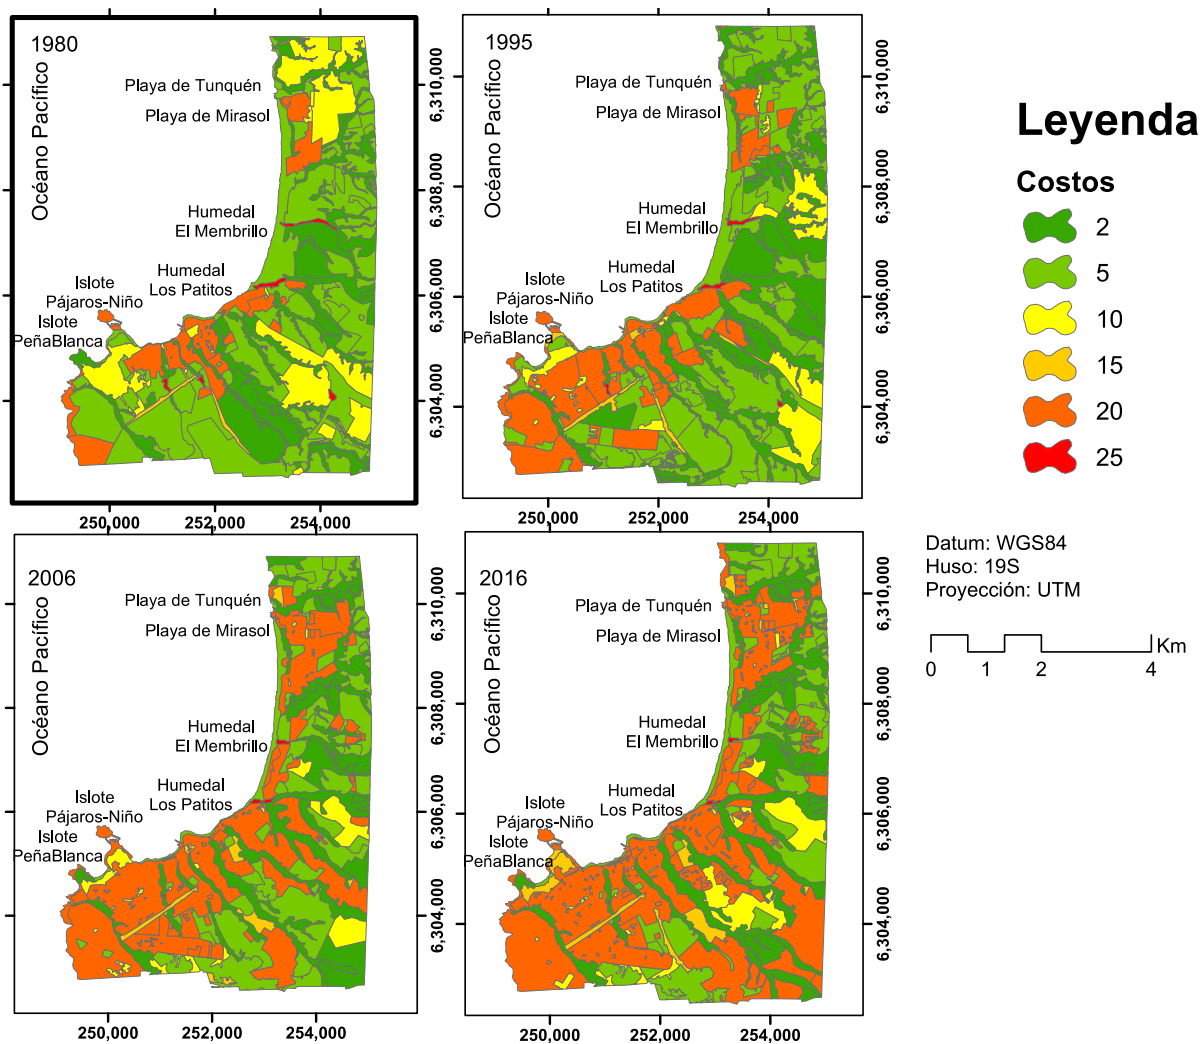 1980
Playa de Tunquén
Playa de Mirasol
Océano Pacífico
Humedal
El Membrillo
Humedal
Los Patitos
Islote
Pájaros-Niño
Islote
PeñaBlanca
6,310,000
6,308,000
6,306,000
6,304,000
250,000
252,000
254,000
1995
Playa de Tunquén
Playa de Mirasol
Océano Pacífico
Humedal
El Membrillo
Humedal
Los Patitos
Islote
Pájaros-Niño
Islote
PeñaBlanca
6,310,000
6,308,000
6,306,000
6,304,000
250,000
252,000
254,000
Leyenda
Costos
2
5
10
15
20
25
2006
Playa de Tunquén
Playa de Mirasol
Océano Pacífico
Humedal
El Membrillo
Humedal
Los Patitos
Islote
Pájaros-Niño
Islote
PeñaBlanca
6,310,000
6,308,000
6,306,000
6,304,000
250,000
252,000
254,000
2016
Playa de Tunquén
Playa de Mirasol
Océano Pacífico
Humedal
El Membrillo
Humedal
Los Patitos
Islote
Pájaros-Niño
Islote
PeñaBlanca
6,310,000
6,308,000
6,306,000
6,304,000
250,000
252,000
254,000
Datum: WGS84
Huso: 19S
Proyección: UTM
Km
0 1 2 4